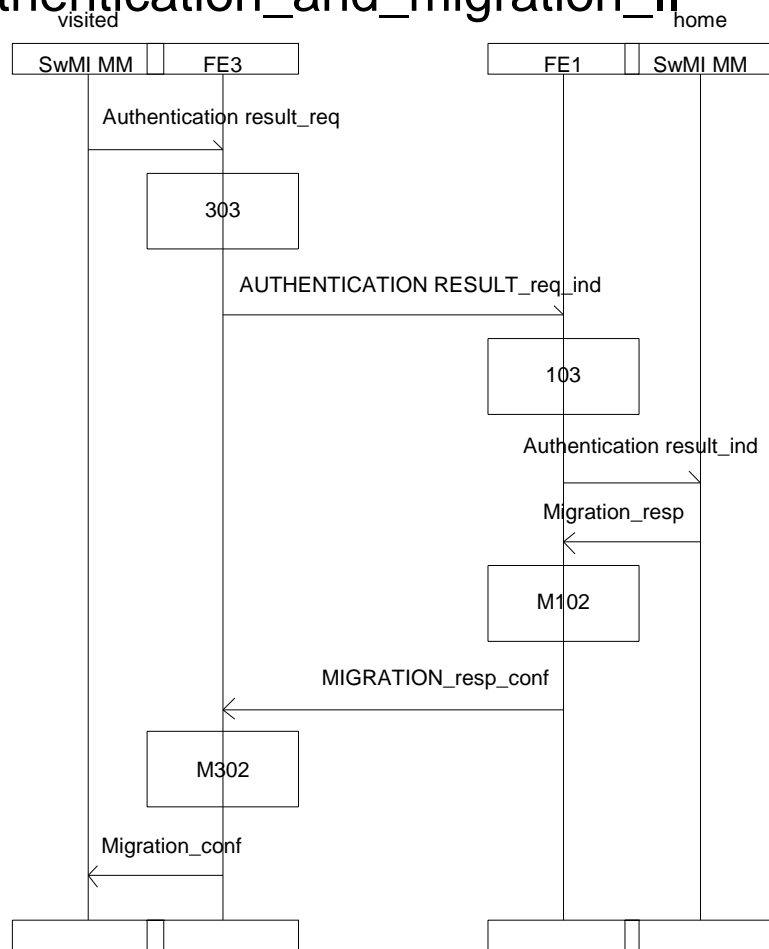 thentication_and_migration_II
visited home
SwMI MM FE3 FE1 SwMI MM
Authentication result_req
303
AUTHENTICATION RESULT_req_ind
103
Authentication result_ind
Migration_resp
M102
MIGRATION_resp_conf
M302
Migration_conf